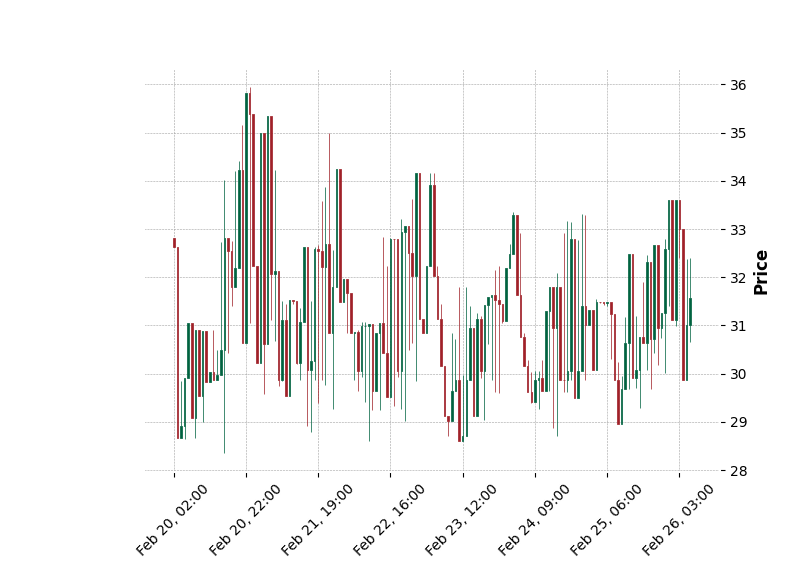 36
35
34
33
32
31
30
29
28
Price
Feb 20, 02:00
Feb 20, 22:00
Feb 21, 19:00
Feb 22, 16:00
Feb 23, 12:00
Feb 24, 09:00
Feb 25, 06:00
Feb 26, 03:00